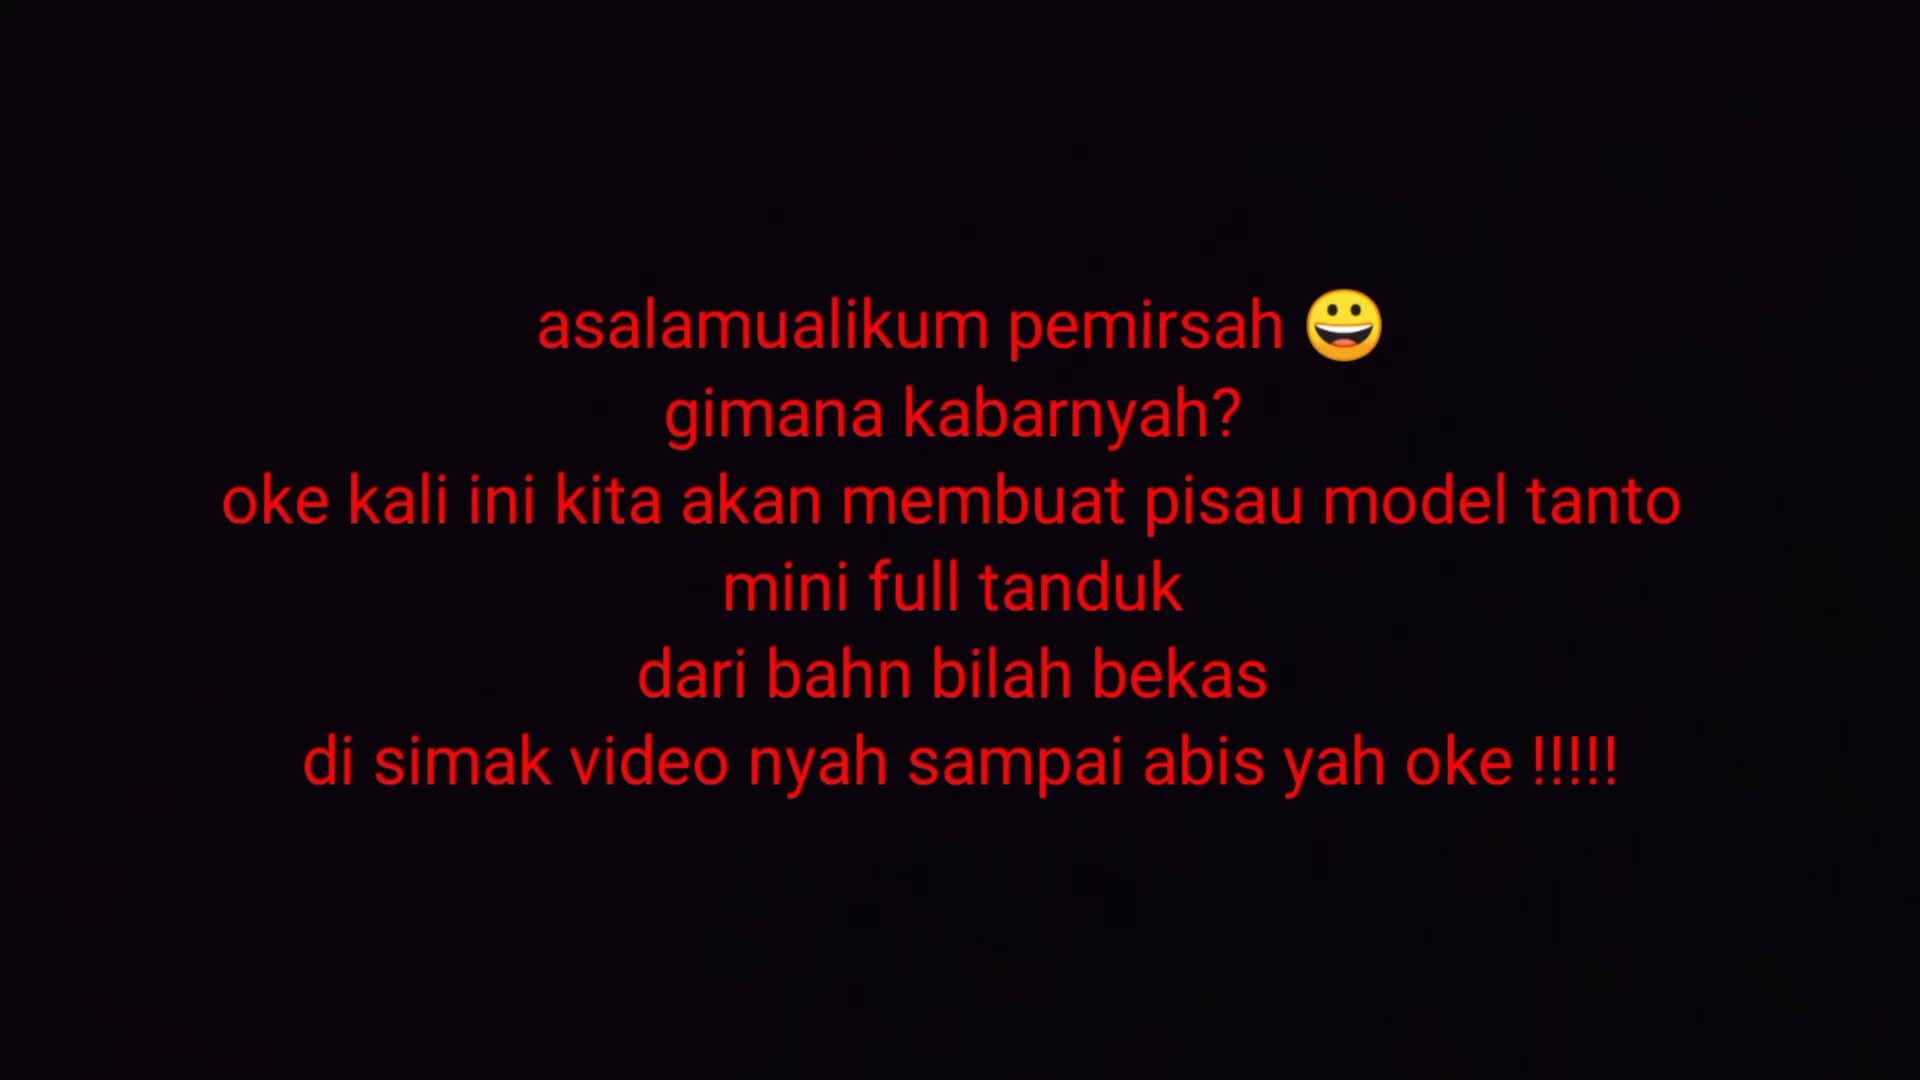 asalamualikum pemirsah 😀
gimana kabarnyah?
oke kali ini kita akan membuat pisau model tanto
mini full tanduk
dari bahn bilah bekas
di simak video nyah sampai abis yah oke !!!!!